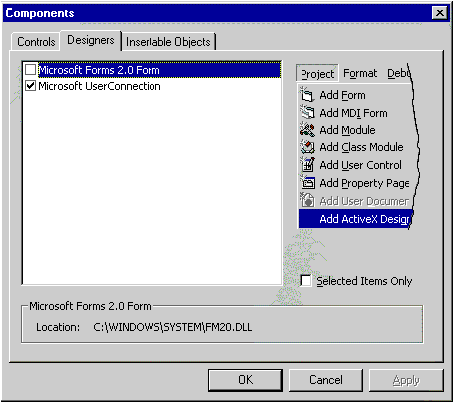 Components
Controls Designers Insertable Objects
Microsoft Forms 2.0 Form
Microsoft UserConnection
Project Format Debu
Add Form
Add MDI Form
Add Module
Add Class Module
Add User Control
Add Property Page
Add User Documen
Add ActiveX Desig
Selected Items Only
Microsoft Forms 2.0 Form
Location: C:\WINDOWS\SYSTEM\FM20.DLL
OK Cancel Apply